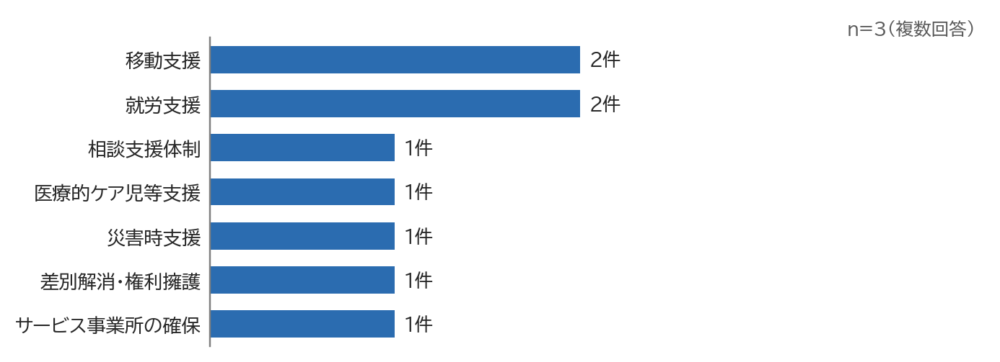 n=3（複数回答）
移動支援 2件
就労支援 2件
相談支援体制 1件
医療的ケア児等支援 1件
災害時支援 1件
差別解消・権利擁護 1件
サービス事業所の確保 1件